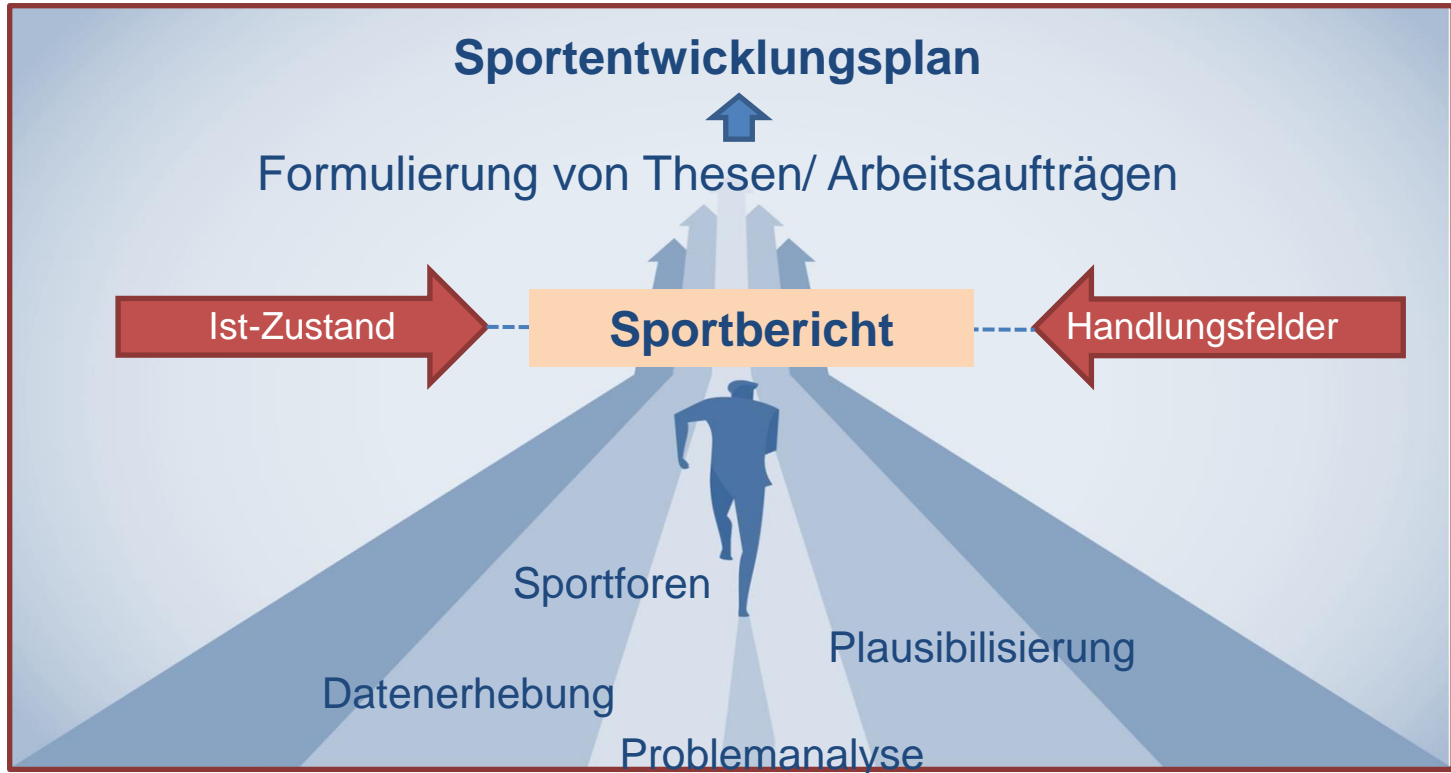 Sportentwicklungsplan
Formulierung von Thesen/ Arbeitsaufträgen
Ist-Zustand
Sportbericht
Handlungsfelder
Sportforen
Plausibilisierung
Datenerhebung
Problemanalyse